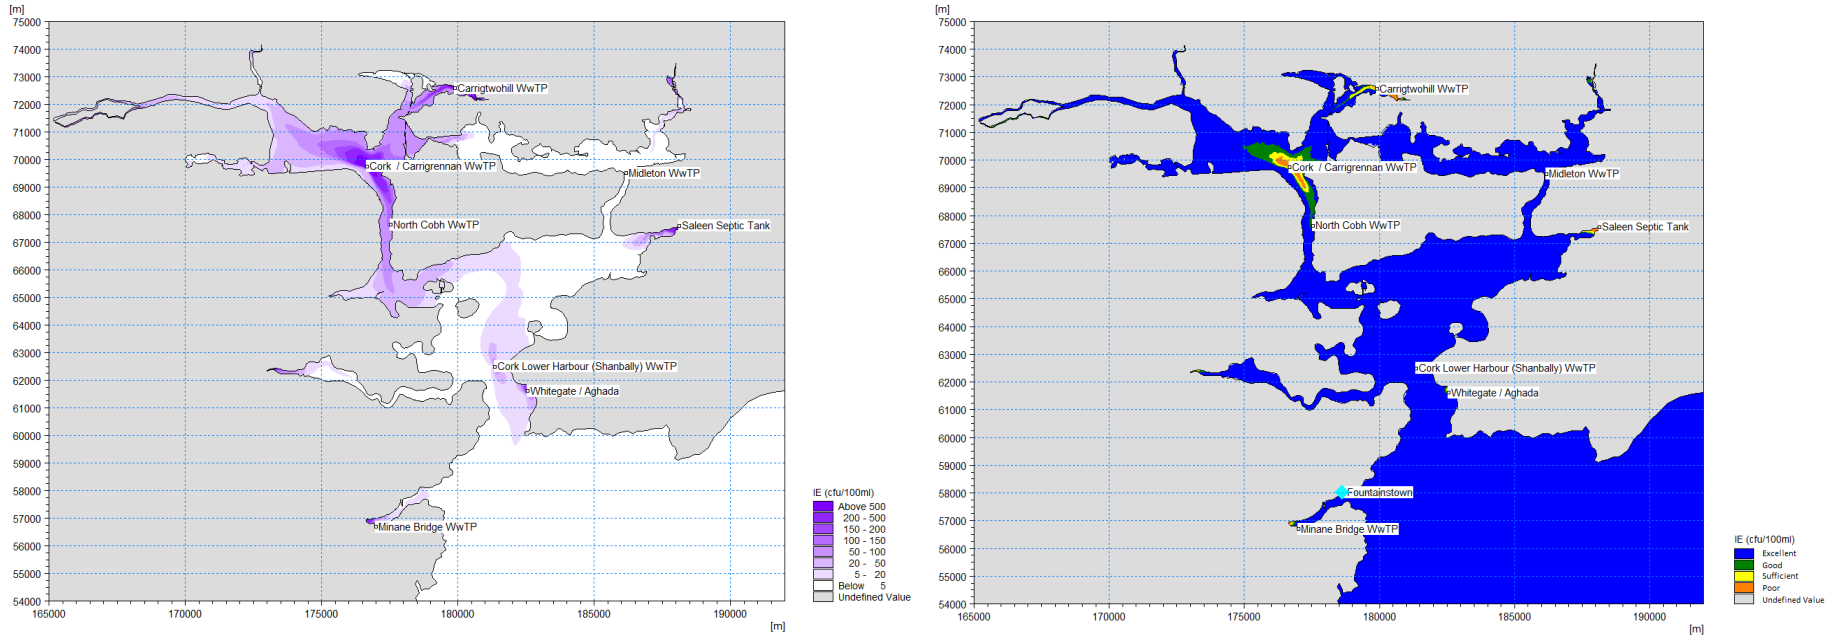 [m]
75000
74000
73000
72000
71000
70000
69000
68000
67000
66000
65000
64000
63000
62000
61000
60000
59000
58000
57000
56000
55000
54000
165000
170000
175000
180000
185000
190000
[m]
Carrigtwohill WwTP
Cork / Carrigrennan WwTP
Midleton WwTP
North Cobh WwTP
Saleen Septic Tank
Cork Lower Harbour (Shanbally) WwTP
Whitegate / Aghada
Minane Bridge WwTP
IE (cfu/100ml)
Above 500
200 - 500
150 - 200
100 - 150
50 - 100
20 - 50
5 - 20
Below 5
Undefined Value
[m]
75000
74000
73000
72000
71000
70000
69000
68000
67000
66000
65000
64000
63000
62000
61000
60000
59000
58000
57000
56000
55000
54000
165000
170000
175000
180000
185000
190000
[m]
Carrigtwohill WwTP
Cork / Carrigrennan WwTP
Midleton WwTP
North Cobh WwTP
Saleen Septic Tank
Cork Lower Harbour (Shanbally) WwTP
Whitegate / Aghada
Fountainstown
Minane Bridge WwTP
IE (cfu/100ml)
Excellent
Good
Sufficient
Poor
Undefined Value